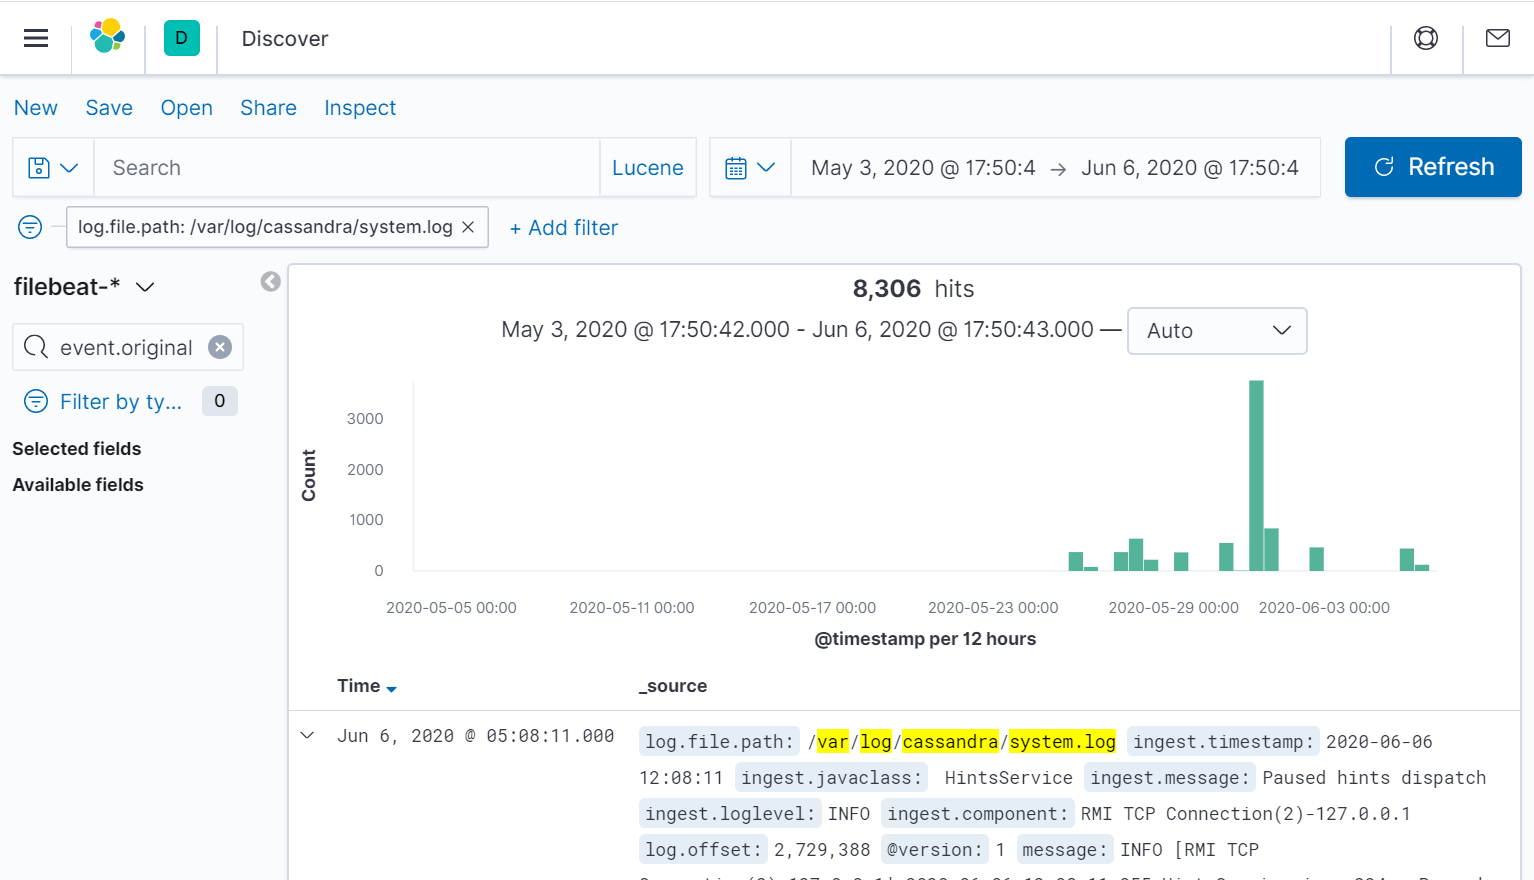 D Discover
New Save Open Share Inspect
Search Lucene May 3, 2020 @ 17:50:4 → Jun 6, 2020 @ 17:50:4 Refresh
log.file.path: /var/log/cassandra/system.log × + Add filter
filebeat-*
event.original
Filter by ty... 0
Selected fields
Available fields
8,306 hits
May 3, 2020 @ 17:50:42.000 - Jun 6, 2020 @ 17:50:43.000 — Auto
Count
3000
2000
1000
0
2020-05-05 00:00 2020-05-11 00:00 2020-05-17 00:00 2020-05-23 00:00 2020-05-29 00:00 2020-06-03 00:00
@timestamp per 12 hours
Time _source
Jun 6, 2020 @ 05:08:11.000 log.file.path: /var/log/cassandra/system.log ingest.timestamp: 2020-06-06
12:08:11 ingest.javaclass: HintsService ingest.message: Paused hints dispatch
ingest.loglevel: INFO ingest.component: RMI TCP Connection(2)-127.0.0.1
log.offset: 2,729,388 @version: 1 message: INFO [RMI TCP